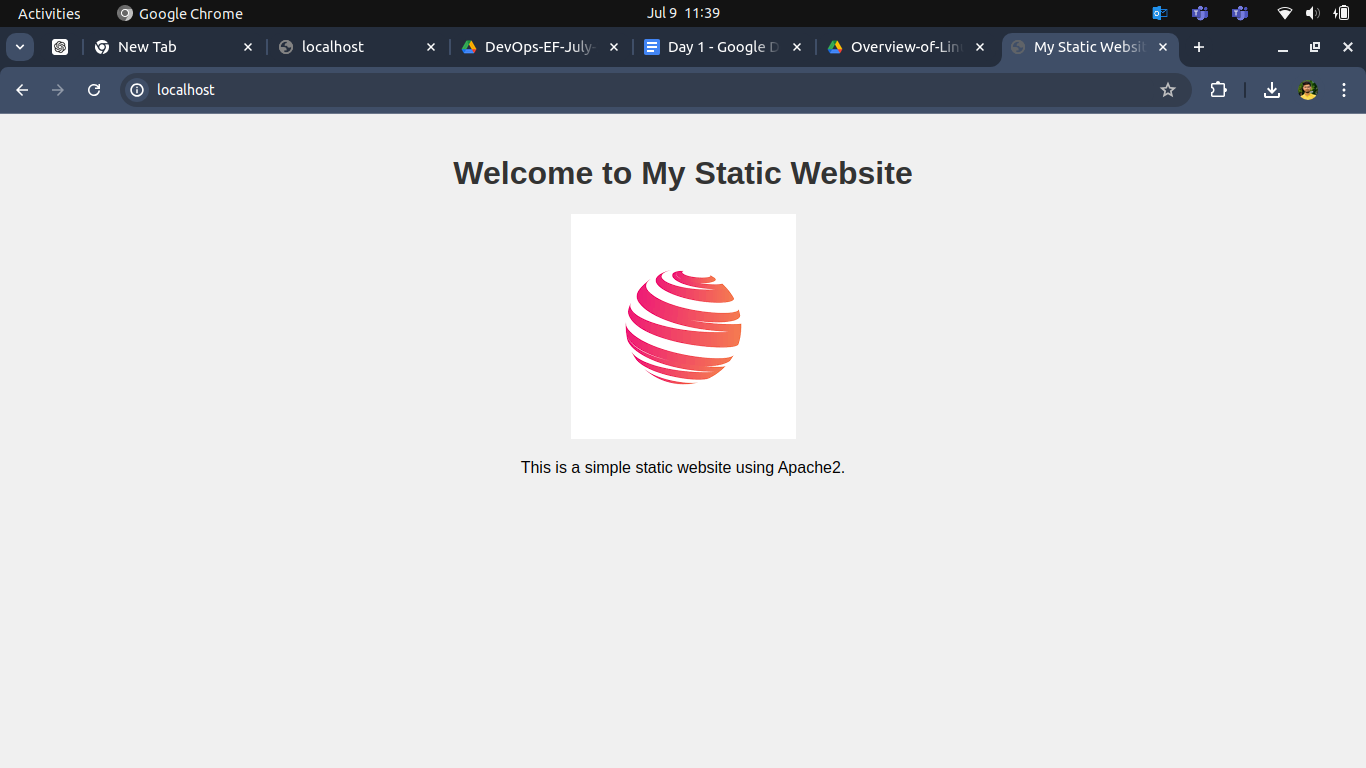 Activities
Google Chrome
Jul 9 11:39
New Tab
localhost
DevOps-EF-July-
Day 1 - Google D
Overview-of-Lin
My Static Websit
localhost
Welcome to My Static Website
This is a simple static website using Apache2.